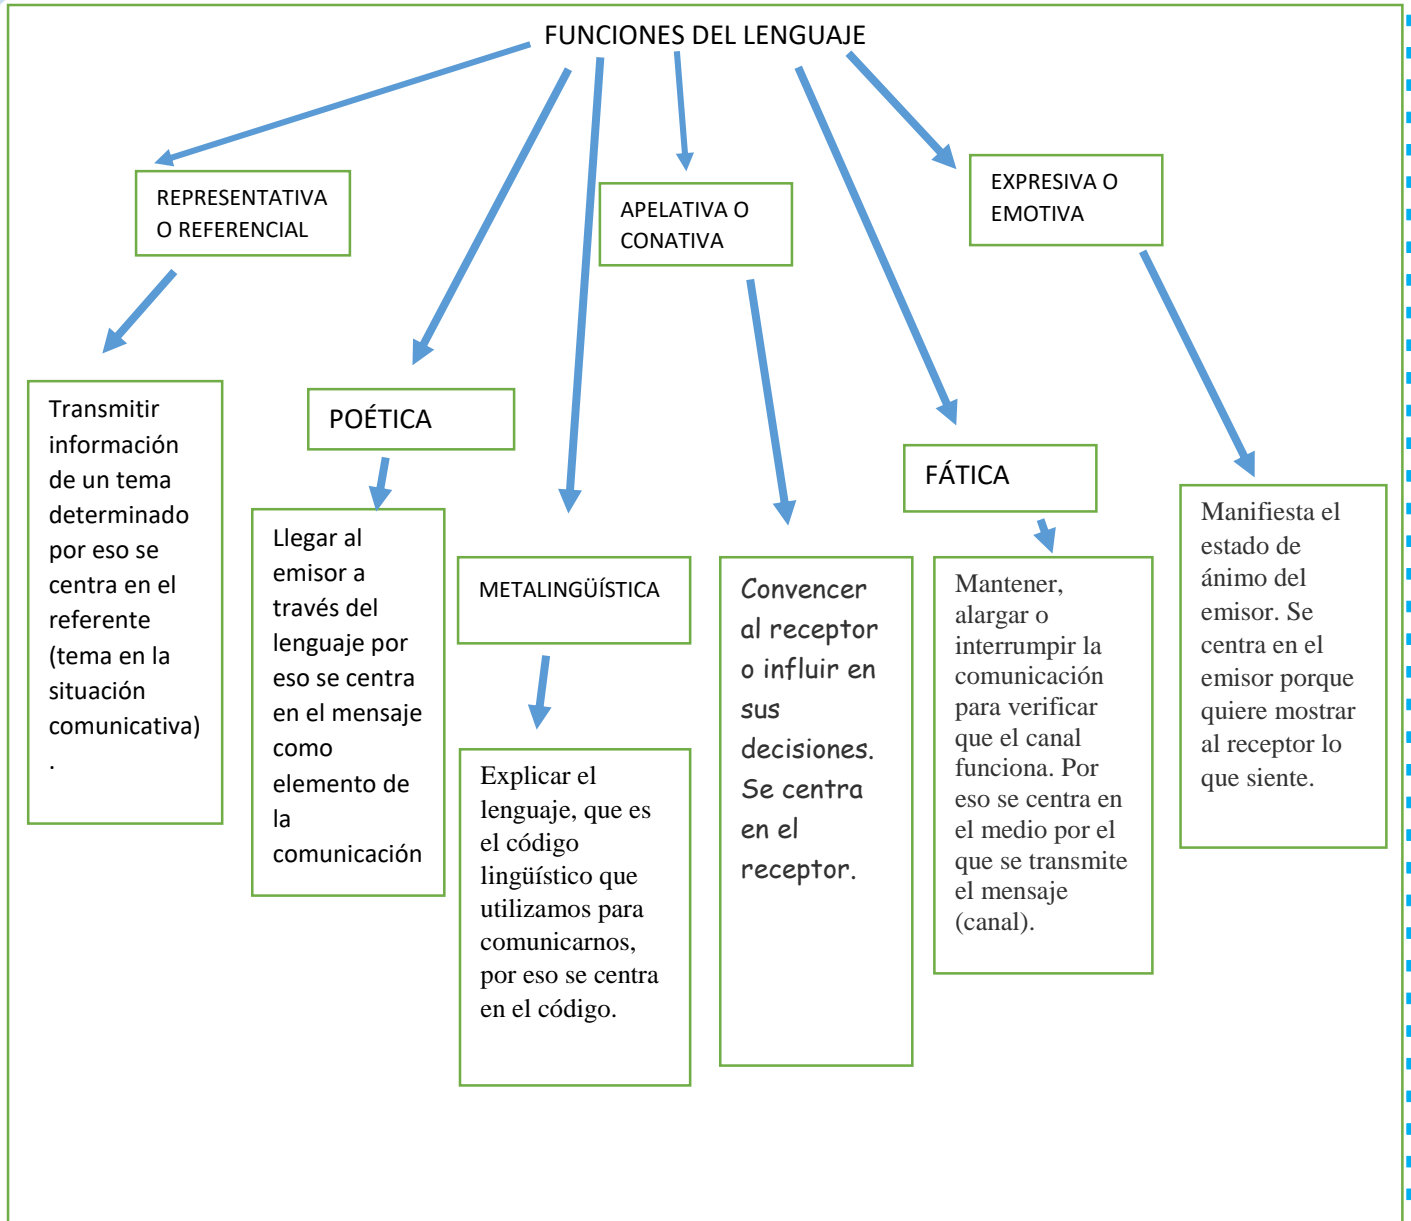 FUNCIONES DEL LENGUAJE
REPRESENTATIVA
O REFERENCIAL
APELATIVA O
CONATIVA
EXPRESIVA O
EMOTIVA
Transmitir
información
de un tema
determinado
por eso se
centra en el
referente
(tema en la
situación
comunicativa)
.
POÉTICA
Llegar al
emisor a
través del
lenguaje por
eso se centra
en el mensaje
como
elemento de
la
comunicación
METALINGÜÍSTICA
Explicar el
lenguaje, que es
el código
lingüístico que
utilizamos para
comunicarnos,
por eso se centra
en el código.
Convencer
al receptor
o influir en
sus
decisiones.
Se centra
en el
receptor.
FÁTICA
Mantener,
alargar o
interrumpir la
comunicación
para verificar
que el canal
funciona. Por
eso se centra en
el medio por el
que se transmite
el mensaje
(canal).
Manifiesta el
estado de
ánimo del
emisor. Se
centra en el
emisor porque
quiere mostrar
al receptor lo
que siente.